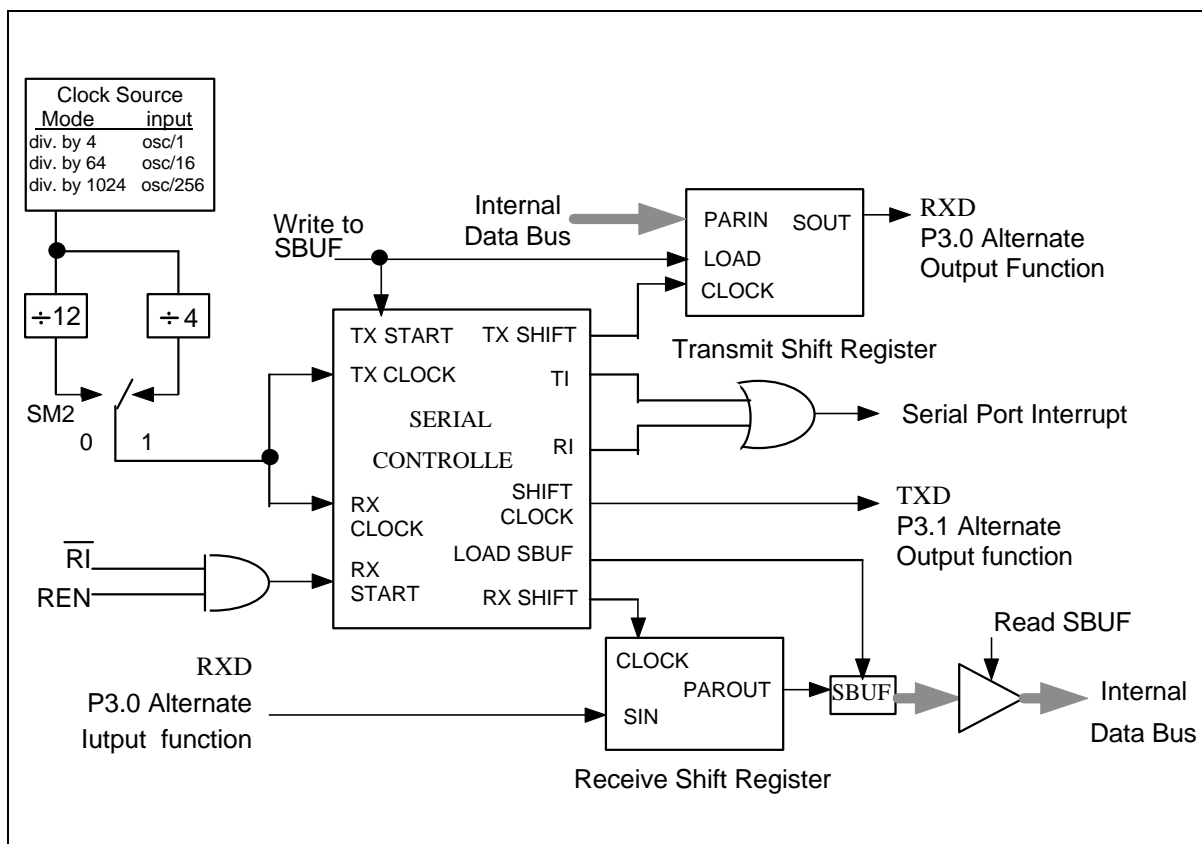 Clock Source
Mode input
div. by 4 osc/1
div. by 64 osc/16
div. by 1024 osc/256
÷12
÷4
SM2
0 1
Write to
SBUF
Internal
Data Bus
PARIN
SOUT
LOAD
CLOCK
RXD
P3.0 Alternate
Output Function
Transmit Shift Register
TX START
TX SHIFT
TX CLOCK
TI
SERIAL
CONTROLLE
RI
RX
CLOCK
SHIFT
CLOCK
LOAD SBUF
RX
START
RX SHIFT
Serial Port Interrupt
TXD
P3.1 Alternate
Output function
RI
REN
RXD
P3.0 Alternate
Iutput function
CLOCK
PAROUT
SIN
Receive Shift Register
SBUF
Read SBUF
Internal
Data Bus